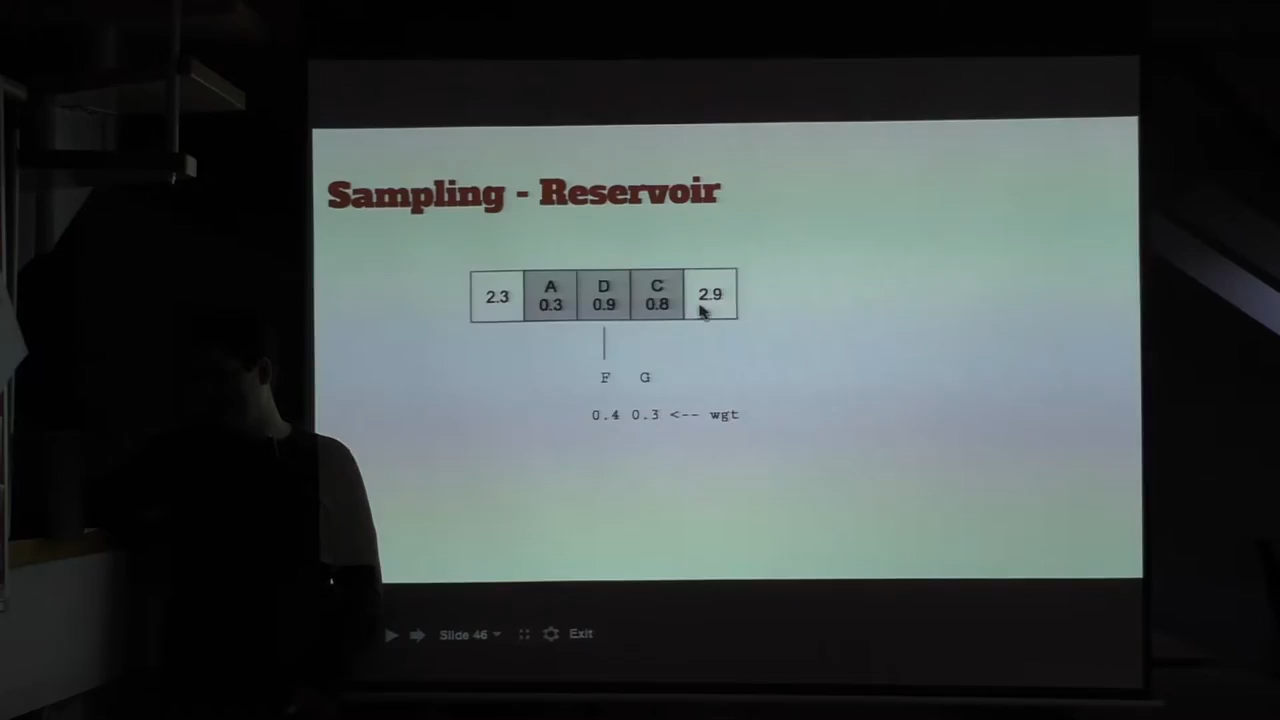 Sampling - Reservoir
2.3 A D C 2.9
0.3 0.9 0.8
F G
0.4 0.3 <-- wgt
Slide 46 Exit